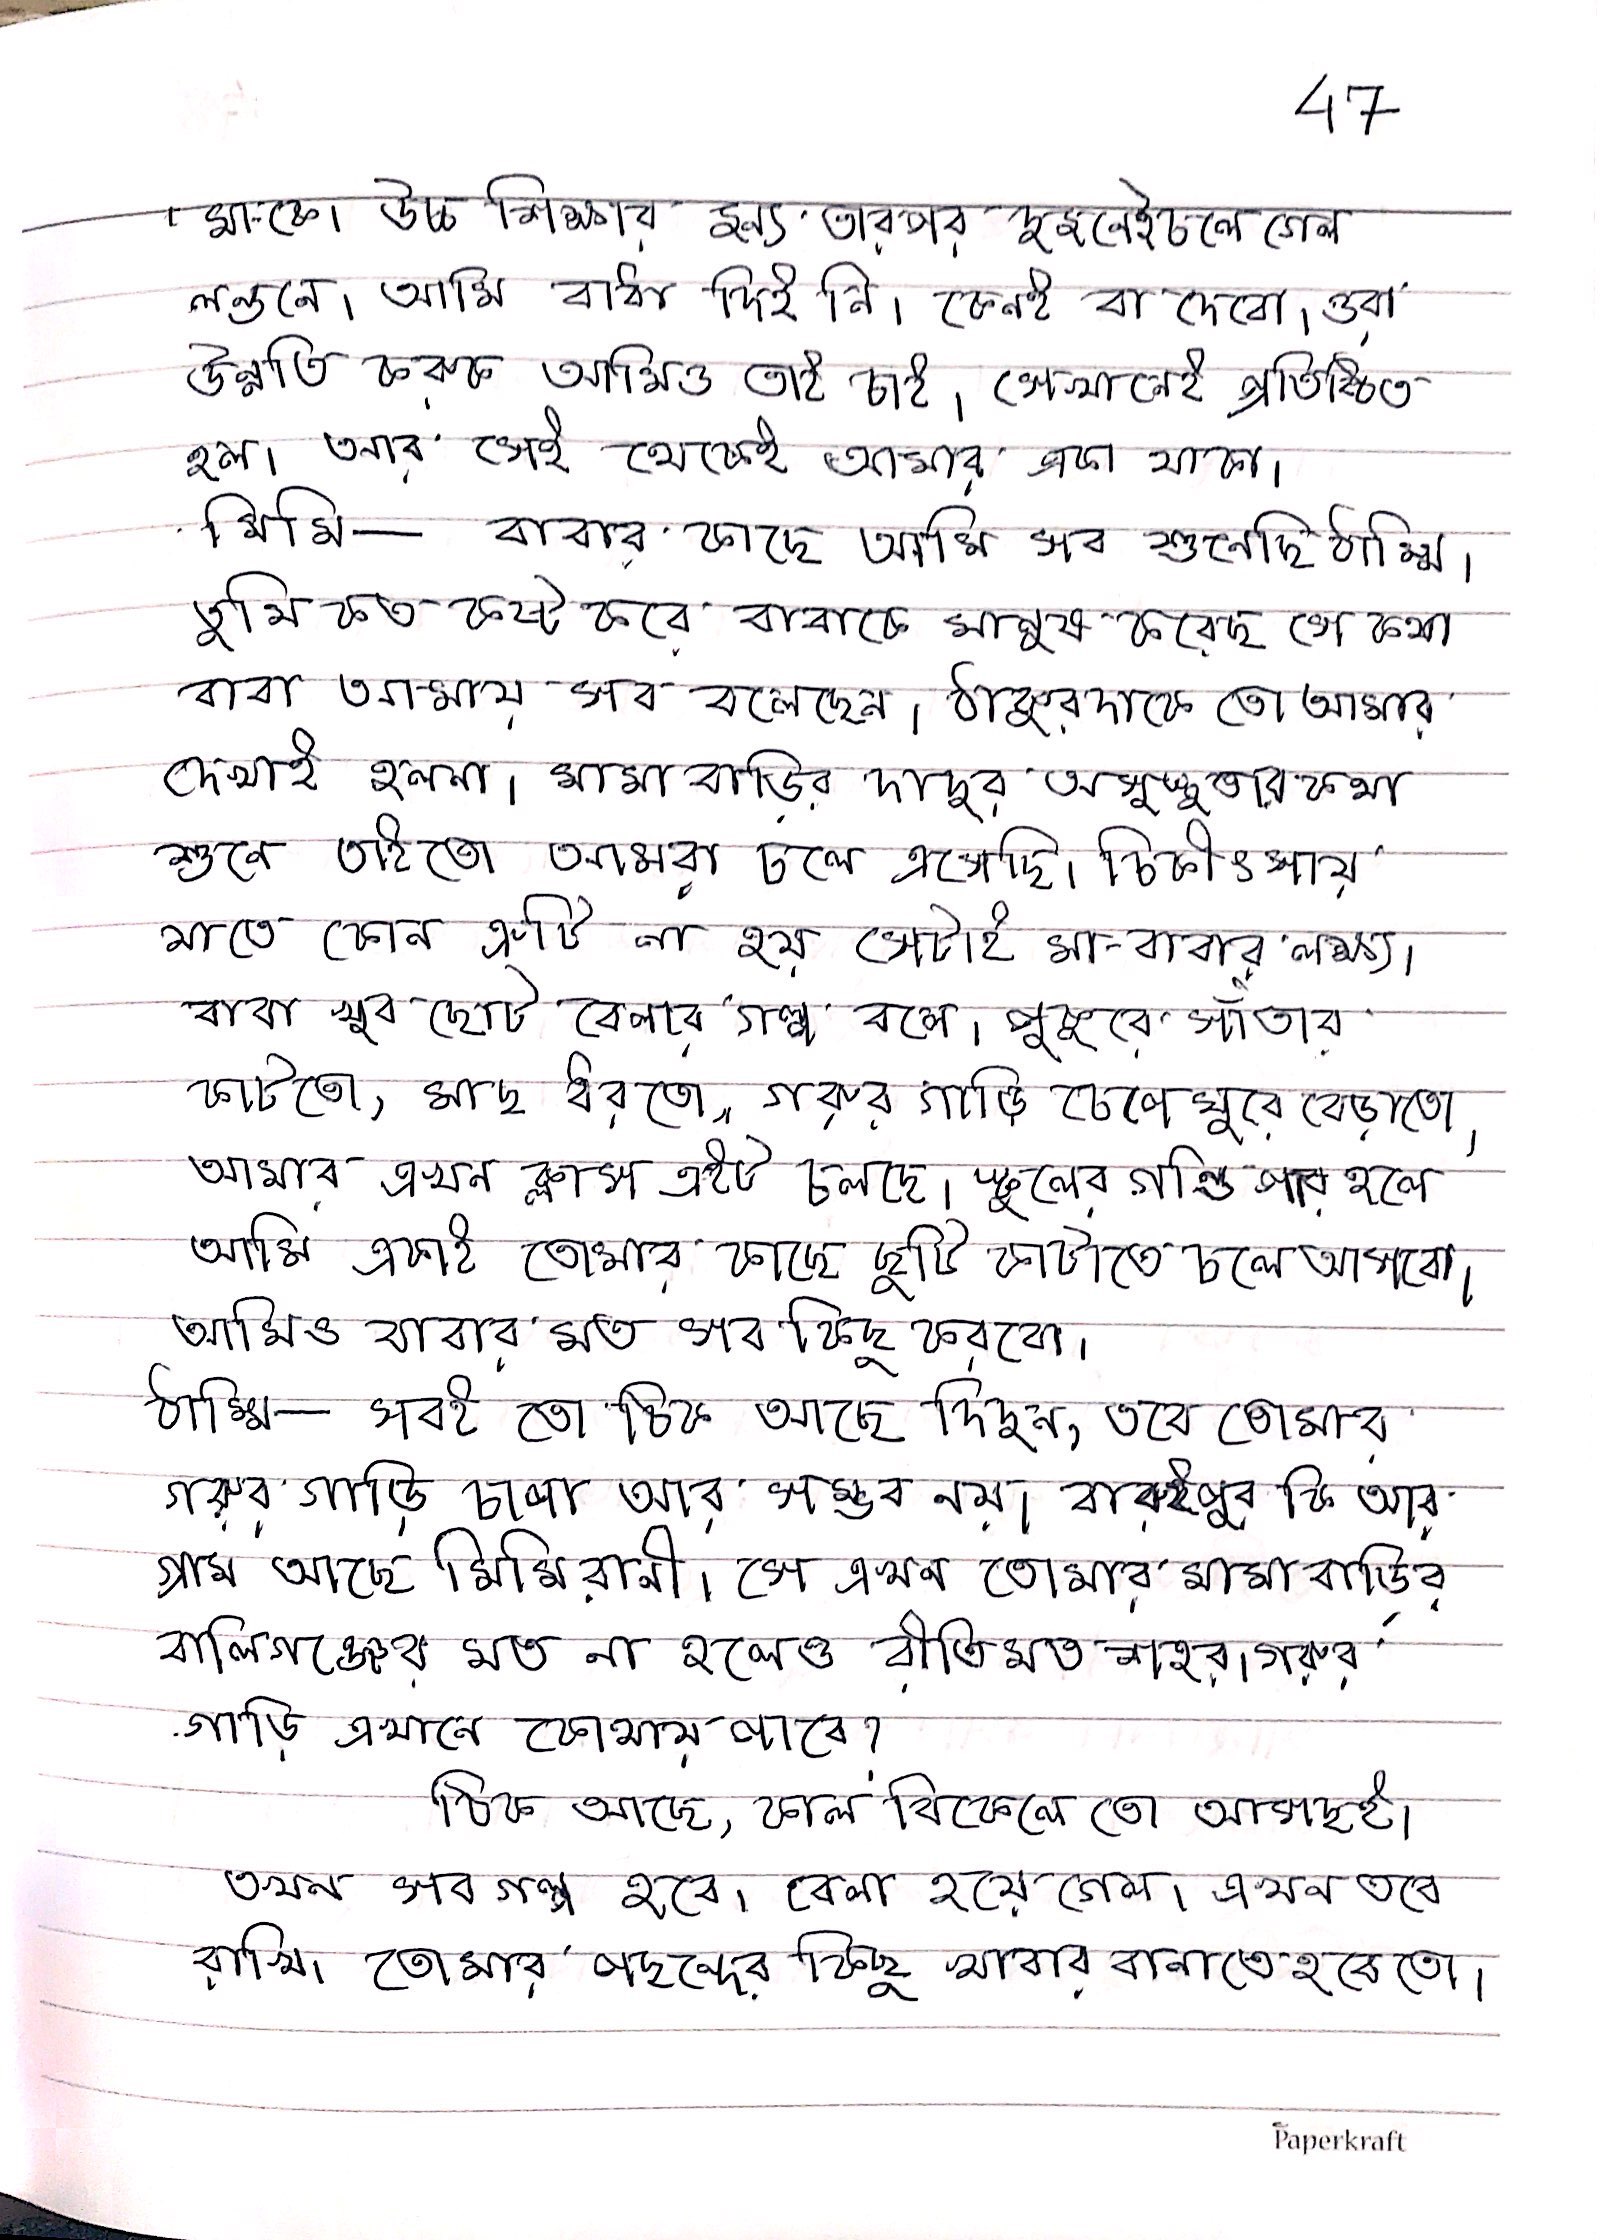 47
মা-কে। উচ্চ শিক্ষার জন্য তারপর দুজনেই চলে গেল
লন্ডনে। আমি বাধা দিই নি। কেনই বা দেবো। ওরা
উন্নতি করুক আমিও তাই চাই। সেখানেই প্রতিষ্ঠিত
হল। আর সেই থেকেই আমার একা থাকা।
মিমি— বাবার কাছে আমি সব শুনেছি ঠাম্মি।
তুমি কত কষ্ট করে বাবাকে মানুষ করেছ সে কথা
বাবা আমায় সব বলেছেন। ঠাকুরদাকে তো আমার
দেখাই হলনা। মামা বাড়ির দাদুর অসুস্থতার কথা
শুনে তাইতো আমরা চলে এসেছি। চিকীৎসায়
যাতে কোন ত্রুটি না হয় সেটাই মা-বাবার লক্ষ্য।
বাবা খুব ছোট বেলার গল্প বলে। পুকুরে সাঁতার
কাটতো, মাছ ধরতো, গরুর গাড়ি চেপে ঘুরে বেড়াতো,
আমার এখন ক্লাস এইট চলছে। স্কুলের গন্ডি পার হলে
আমি একাই তোমার কাছে ছুটি কাটাতে চলে আসবো।
আমিও বাবার মত সব কিছু করবো।
ঠাম্মি— সবই তো ঠিক আছে দিদুন, তবে তোমার
গরুর গাড়ি চাপা আর সম্ভব নয়। বারুইপুর কি আর
গ্রাম আছে মিমিরানী। সে এখন তোমার মামা বাড়ির
বালিগঞ্জের মত না হলেও রীতিমত শহর। গরুর
গাড়ি এখানে কোথায় পাবে?
ঠিক আছে, কাল বিকেলে তো আসছই।
তখন সব গল্প হবে। বেলা হয়ে গেল। এখন তবে
রাখি। তোমার পছন্দের কিছু খাবার বানাতে হবে তো।
Paperkraft